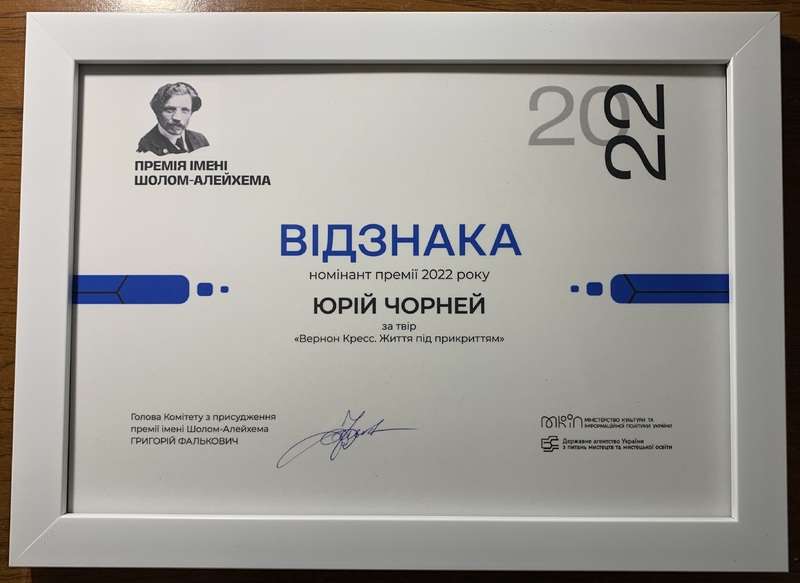 ПРЕМІЯ ІМЕНІ
ШОЛОМ-АЛЕЙХЕМА
2022
ВІДЗНАКА
номінант премії 2022 року
ЮРІЙ ЧОРНЕЙ
за твір
«Вернон Кресс. Життя під прикриттям»
Голова Комітету з присудження
премії імені Шолом-Алейхема
ГРИГОРІЙ ФАЛЬКОВИЧ
МКІП
МІНІСТЕРСТВО КУЛЬТУРИ ТА
ІНФОРМАЦІЙНОЇ ПОЛІТИКИ УКРАЇНИ
Державне агентство України
з питань мистецтв та мистецької освіти